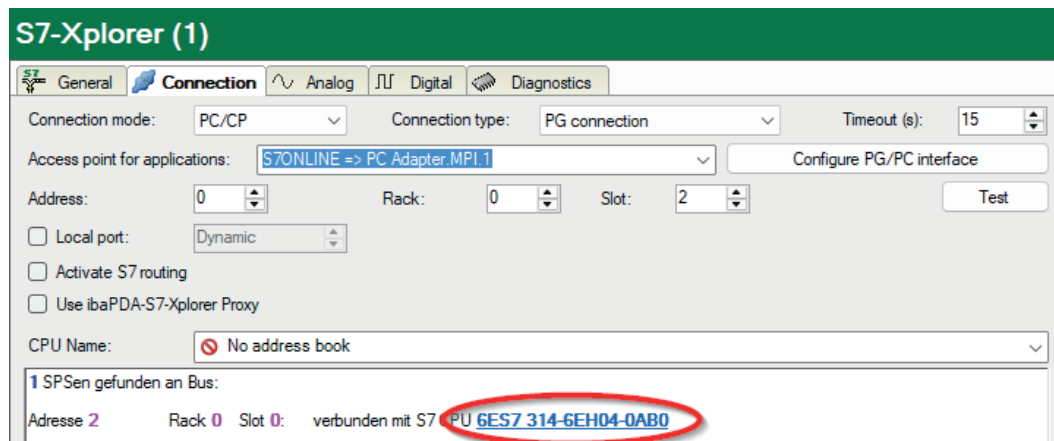 S7-Xplorer (1)
General Connection Analog Digital Diagnostics
Connection mode: PC/CP Connection type: PG connection Timeout (s): 15
Access point for applications: S7ONLINE => PC Adapter.MPI.1 Configure PG/PC interface
Address: 0 Rack: 0 Slot: 2 Test
Local port: Dynamic
Activate S7 routing
Use ibaPDA-S7-Xplorer Proxy
CPU Name: No address book
1 SPSen gefunden an Bus:
Adresse 2 Rack 0 Slot 0: verbunden mit S7 CPU 6ES7 314-6EH04-0AB0